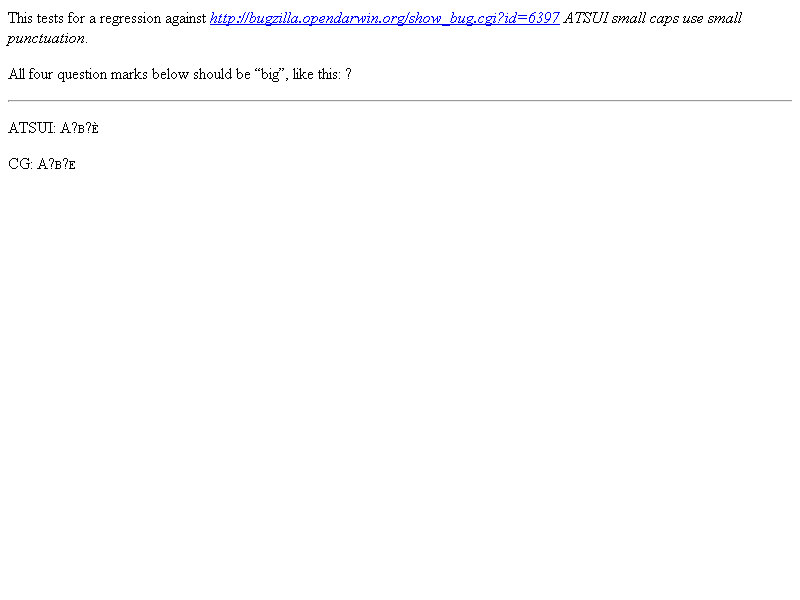 This tests for a regression against http://bugzilla.opendarwin.org/show_bug.cgi?id=6397 ATSUI small caps use small
punctuation.
All four question marks below should be “big”, like this: ?
ATSUI: A?ʙ?È
CG: A?ʙ?ᴇ